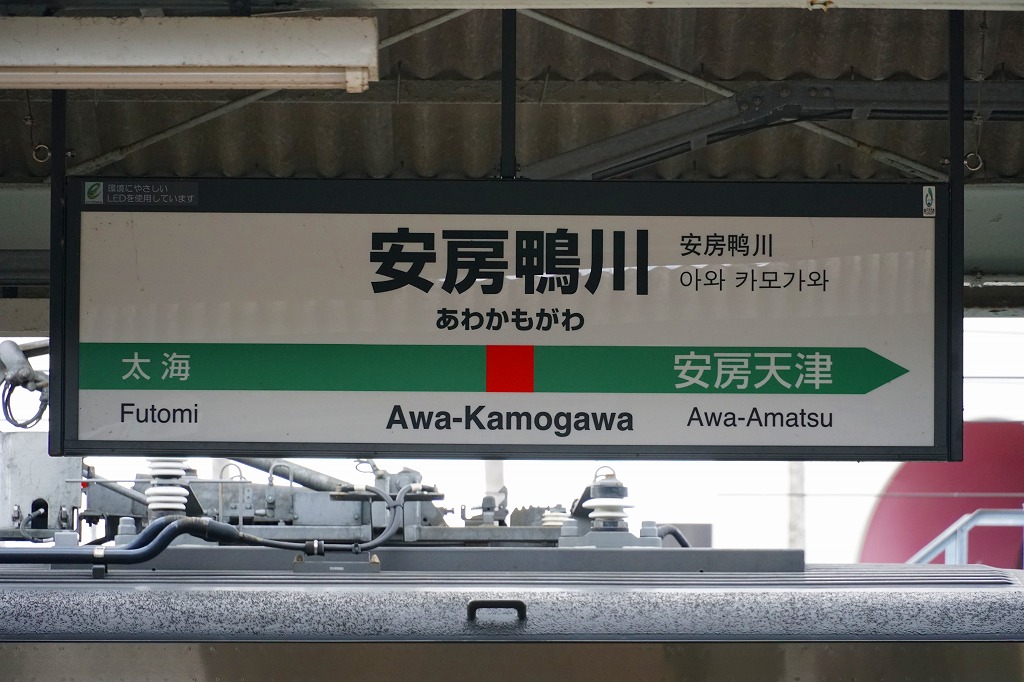 環境にやさしい
LEDを使用しています
安房鴨川
安房鸭川
아와 카모가와
あわかもがわ
太海
安房天津
Futomi
Awa-Kamogawa
Awa-Amatsu